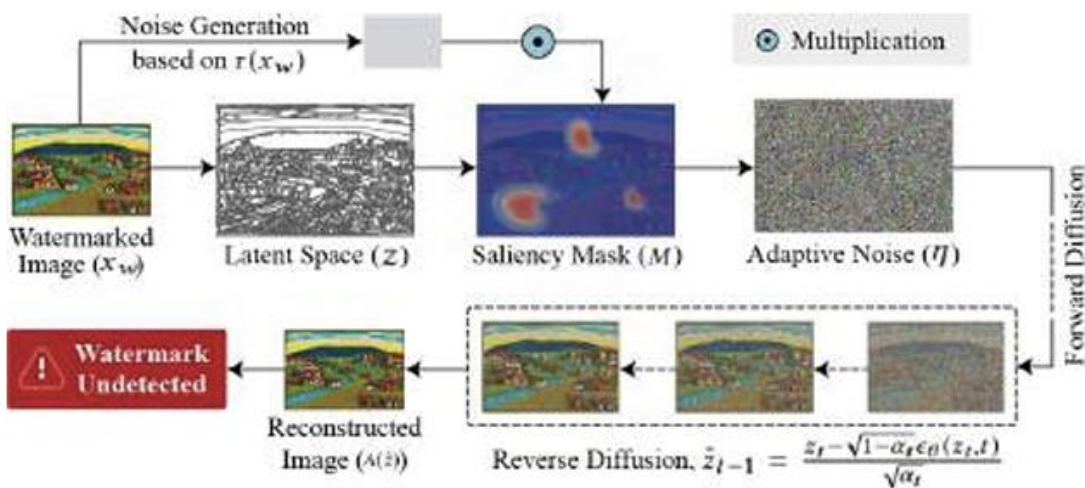 Noise Generation
based on τ(x_w)
Multiplication
Watermarked
Image (x_w)
Latent Space (Z)
Saliency Mask (M)
Adaptive Noise (η)
Forward Diffusion
Watermark
Undetected
Reconstructed
Image (A(ẑ))
Reverse Diffusion, ẑ_{t−1} = (z_t−√(1−α_t)ϵ_θ(z_t,t))/√α_t